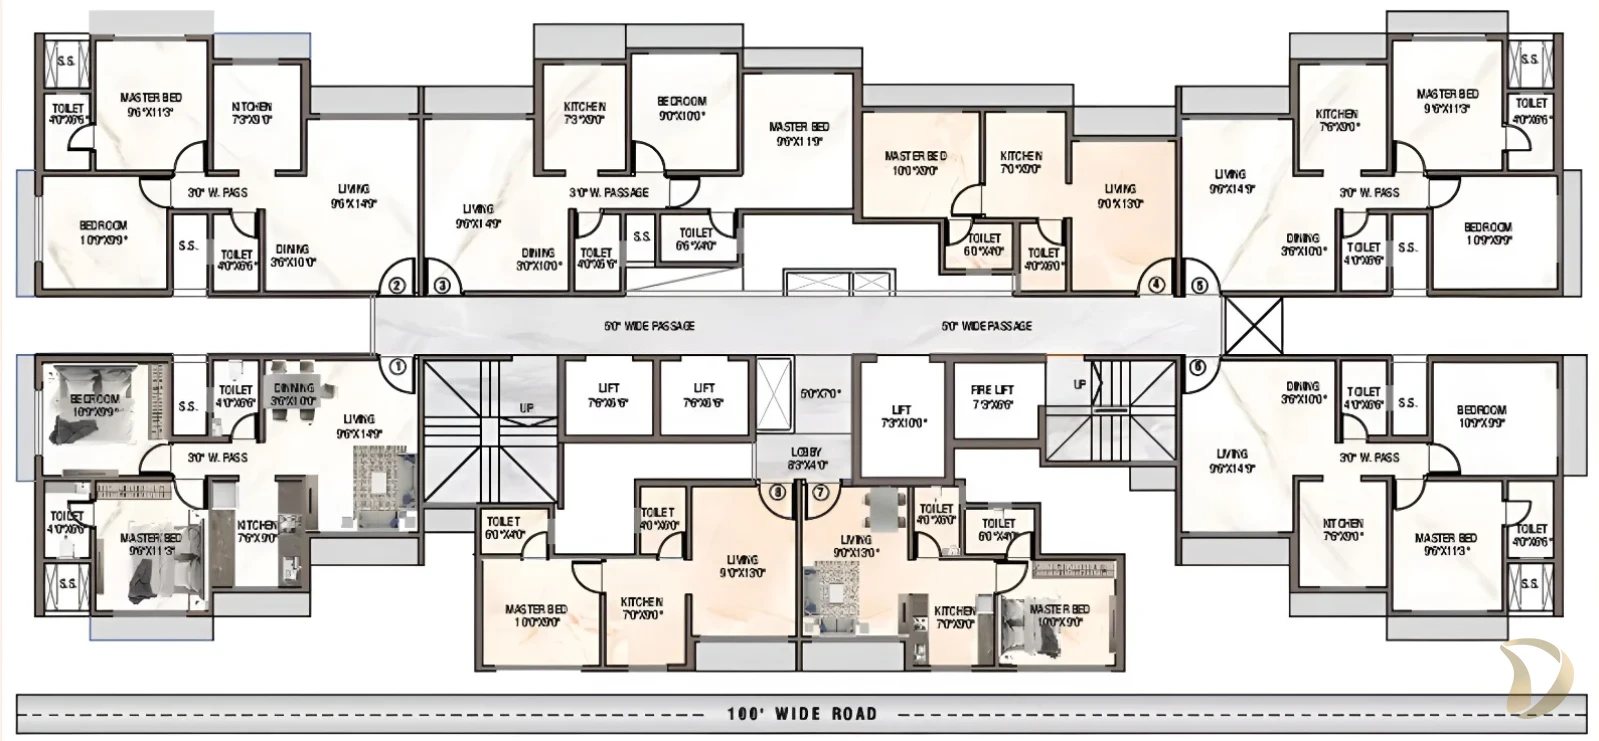 S.S.
TOILET
4'0"X6'6"
MASTER BED
9'6"X11'3"
KITCHEN
7'3"X9'0"
3'0" W. PASS
BEDROOM
10'9"X9'9"
S.S.
TOILET
4'0"X6'6"
LIVING
9'6"X14'9"
DINING
3'6"X10'0"
2
LIVING
9'6"X14'9"
DINING
3'0"X10'0"
3
KITCHEN
7'3"X9'0"
BEDROOM
9'0"X10'0"
MASTER BED
9'6"X11'9"
3'0" W. PASSAGE
TOILET
4'0"X6'6"
S.S.
TOILET
6'6"X4'0"
MASTER BED
10'0"X9'0"
KITCHEN
7'0"X9'0"
LIVING
9'0"X13'0"
TOILET
6'0"X4'0"
TOILET
4'0"X6'0"
4
LIVING
9'6"X14'9"
DINING
3'6"X10'0"
5
KITCHEN
7'6"X9'0"
MASTER BED
9'6"X11'3"
S.S.
TOILET
4'0"X6'6"
3'0" W. PASS
TOILET
4'0"X6'6"
S.S.
BEDROOM
10'9"X9'9"
5'0" WIDE PASSAGE
5'0" WIDE PASSAGE
1
BEDROOM
10'9"X9'9"
S.S.
TOILET
4'0"X6'6"
DINNING
3'6"X10'0"
LIVING
9'6"X14'9"
3'0" W. PASS
TOILET
4'0"X6'6"
MASTER BED
9'6"X11'3"
KITCHEN
7'6"X9'0"
S.S.
UP
LIFT
7'6"X6'6"
LIFT
7'6"X6'6"
5'0"X7'0"
LOBBY
8'3"X4'0"
LIFT
7'3"X10'0"
FIRE LIFT
7'3"X6'6"
UP
8
7
TOILET
6'0"X4'0"
TOILET
4'0"X6'0"
LIVING
9'0"X13'0"
MASTER BED
10'0"X9'0"
KITCHEN
7'0"X9'0"
LIVING
9'0"X13'0"
TOILET
4'0"X6'0"
TOILET
6'0"X4'0"
KITCHEN
7'0"X9'0"
MASTER BED
10'0"X9'0"
6
DINING
3'6"X10'0"
LIVING
9'6"X14'9"
TOILET
4'0"X6'6"
S.S.
BEDROOM
10'9"X9'9"
3'0" W. PASS
KITCHEN
7'6"X9'0"
MASTER BED
9'6"X11'3"
TOILET
4'0"X6'6"
S.S.
100' WIDE ROAD